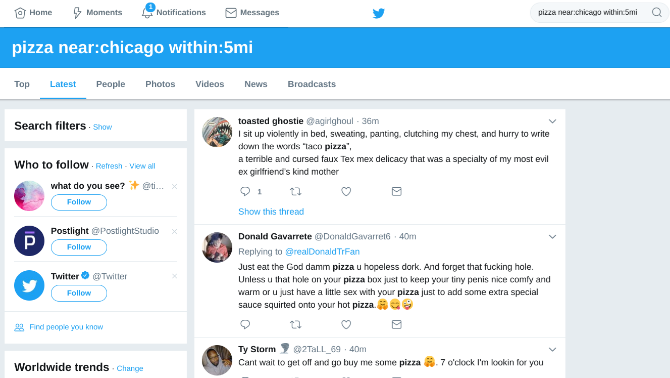 Home
Moments
1
Notifications
Messages
pizza near:chicago within:5mi
pizza near:chicago within:5mi
Top
Latest
People
Photos
Videos
News
Broadcasts
Search filters · Show
Who to follow · Refresh · View all
what do you see? ✨ @ti...
Follow
Postlight @PostlightStudio
Follow
Twitter @Twitter
Follow
Find people you know
Worldwide trends · Change
toasted ghostie @agirlghoul · 36m
I sit up violently in bed, sweating, panting, clutching my chest, and hurry to write
down the words "taco pizza",
a terrible and cursed faux Tex mex delicacy that was a specialty of my most evil
ex girlfriend's kind mother
1
Show this thread
Donald Gavarrete @DonaldGavarret6 · 40m
Replying to @realDonaldTrFan
Just eat the God damm pizza u hopeless dork. And forget that fucking hole.
Unless u that hole on your pizza box just to keep your tiny penis nice comfy and
warm or u just have a little sex with your pizza just to add some extra special
sauce squirted onto your hot pizza.🤗😋🤪
Ty Storm 🌪 @2TaLL_69 · 40m
Cant wait to get off and go buy me some pizza 🤗. 7 o'clock I'm lookin for you